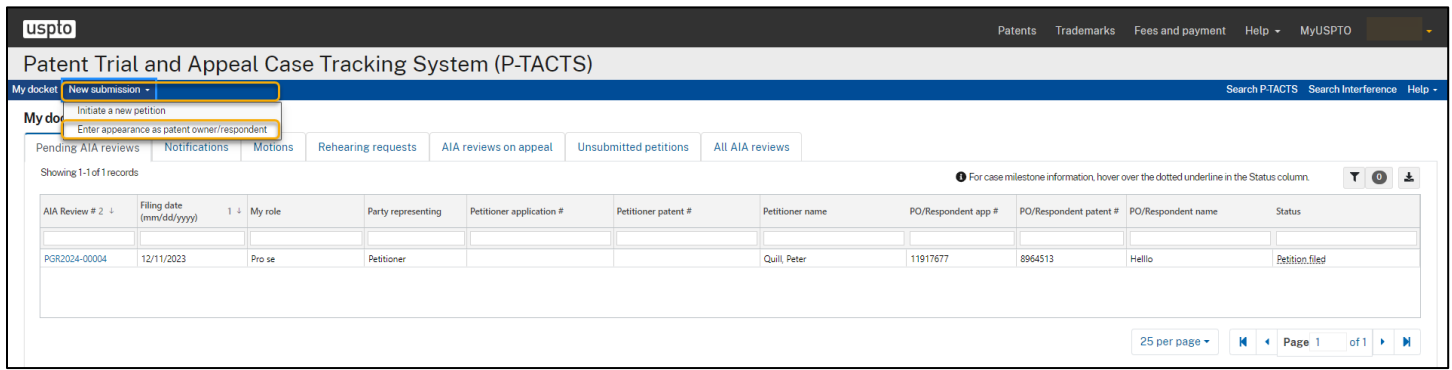 uspto
Patents Trademarks Fees and payment Help MyUSPTO
Patent Trial and Appeal Case Tracking System (P-TACTS)
My docket New submission Search P-TACTS Search Interference Help
Initiate a new petition
My do
Enter appearance as patent owner/respondent
Pending AIA reviews Notifications Motions Rehearing requests AIA reviews on appeal Unsubmitted petitions All AIA reviews
Showing 1-1 of 1 records For case milestone information, hover over the dotted underline in the Status column. 0
AIA Review # 2 ↓ Filing date (mm/dd/yyyy) 1 ↓ My role Party representing Petitioner application # Petitioner patent # Petitioner name PO/Respondent app # PO/Respondent patent # PO/Respondent name Status
PGR2024-00004 12/11/2023 Pro se Petitioner Quill, Peter 11917677 8964513 Helllo Petition filed
25 per page Page 1 of 1